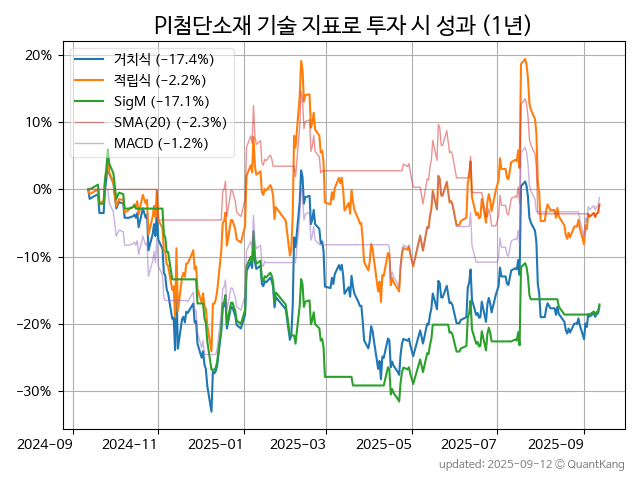 PI첨단소재 기술 지표로 투자 시 성과 (1년)
20%
10%
0%
−10%
−20%
−30%
거치식 (−17.4%)
적립식 (−2.2%)
SigM (−17.1%)
SMA(20) (−2.3%)
MACD (−1.2%)
2024-09
2024-11
2025-01
2025-03
2025-05
2025-07
2025-09
updated: 2025-09-12 © QuantKang